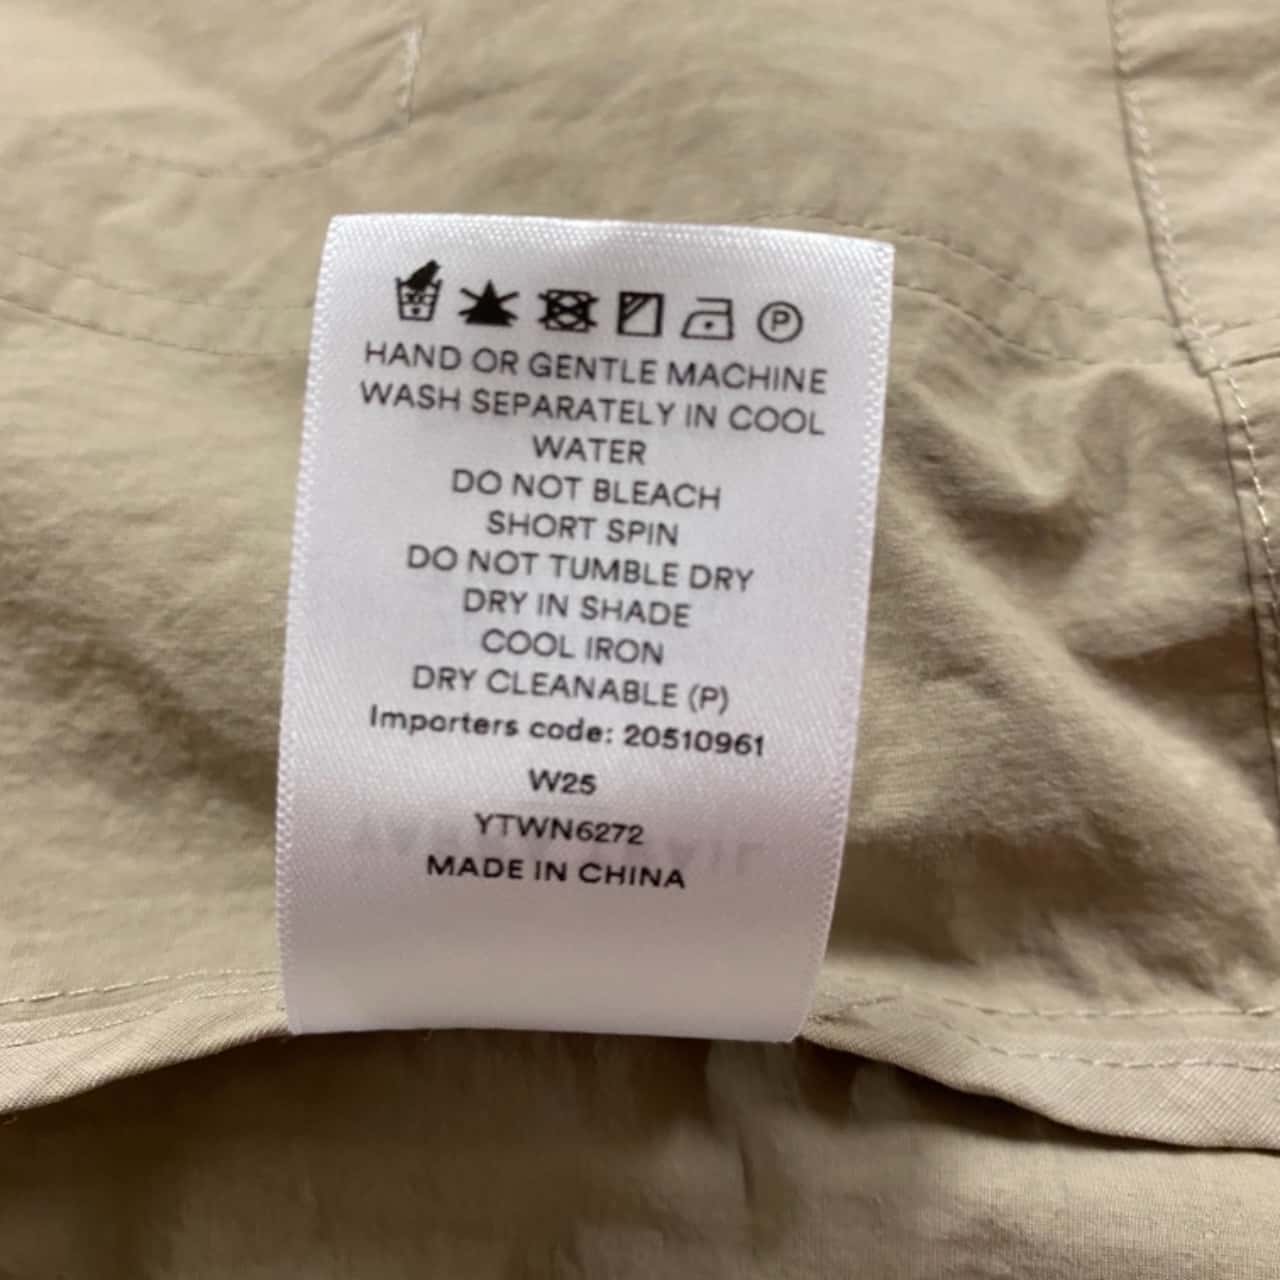 HAND OR GENTLE MACHINE
WASH SEPARATELY IN COOL
WATER
DO NOT BLEACH
SHORT SPIN
DO NOT TUMBLE DRY
DRY IN SHADE
COOL IRON
DRY CLEANABLE (P)
Importers code: 20510961
W25
YTWN6272
MADE IN CHINA